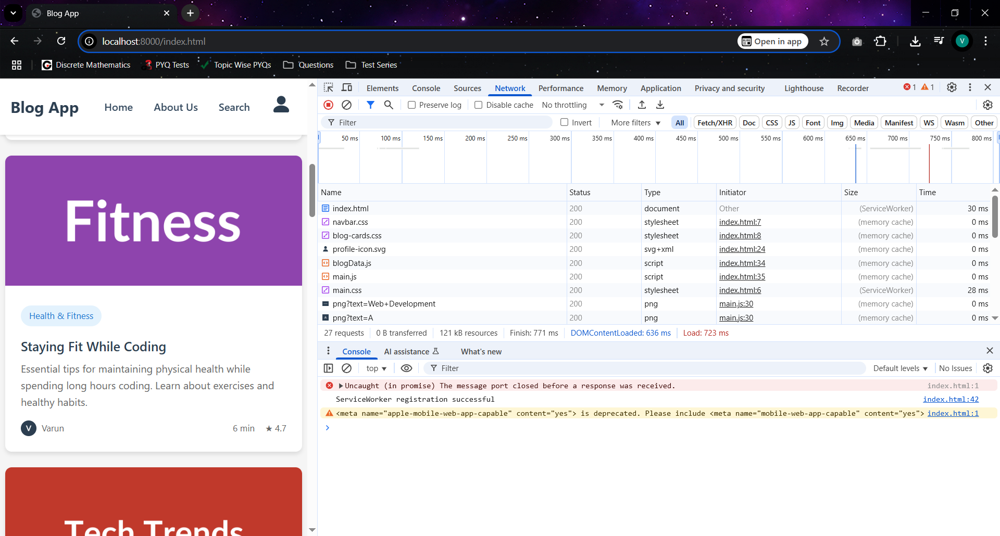 Blog App
localhost:8000/index.html
Open in app
V
Discrete Mathematics
PYQ Tests
Topic Wise PYQs
Questions
Test Series
Blog App
Home
About Us
Search
Fitness
Health & Fitness
Staying Fit While Coding
Essential tips for maintaining physical health while
spending long hours coding. Learn about exercises and
healthy habits.
V Varun 6 min ★ 4.7
Tech Trends
Elements Console Sources Network Performance Memory Application Privacy and security Lighthouse Recorder 1 1
Preserve log Disable cache No throttling
Filter Invert More filters All Fetch/XHR Doc CSS JS Font Img Media Manifest WS Wasm Other
50 ms 100 ms 150 ms 200 ms 250 ms 300 ms 350 ms 400 ms 450 ms 500 ms 550 ms 600 ms 650 ms 700 ms 750 ms 800 ms
Name Status Type Initiator Size Time
index.html 200 document Other (ServiceWorker) 30 ms
navbar.css 200 stylesheet index.html:7 (memory cache) 0 ms
blog-cards.css 200 stylesheet index.html:8 (memory cache) 0 ms
profile-icon.svg 200 svg+xml index.html:24 (memory cache) 0 ms
blogData.js 200 script index.html:34 (memory cache) 0 ms
main.js 200 script index.html:35 (memory cache) 0 ms
main.css 200 stylesheet index.html:6 (ServiceWorker) 28 ms
png?text=Web+Development 200 png main.js:30 (memory cache) 0 ms
png?text=A 200 png main.js:30 (memory cache) 0 ms
27 requests 0 B transferred 121 kB resources Finish: 771 ms DOMContentLoaded: 636 ms Load: 723 ms
Console AI assistance What's new
top Filter Default levels No Issues
Uncaught (in promise) The message port closed before a response was received. index.html:1
ServiceWorker registration successful index.html:42
<meta name="apple-mobile-web-app-capable" content="yes"> is deprecated. Please include <meta name="mobile-web-app-capable" content="yes"> index.html:1